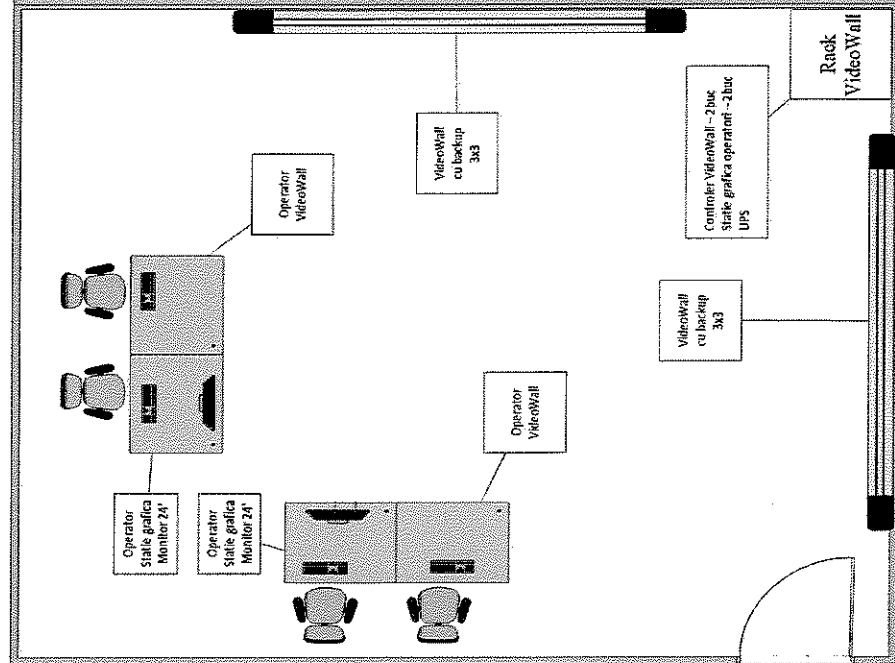 Rack
VideoWall
Controler VideoWall - 2 buc
Statie grafica operatori - 2 buc
UPS
VideoWall
cu backup
3x3
VideoWall
cu backup
3x3
Operator
VideoWall
Operator
VideoWall
Operator
Statie grafica
Monitor 24'
Operator
Statie grafica
Monitor 24'